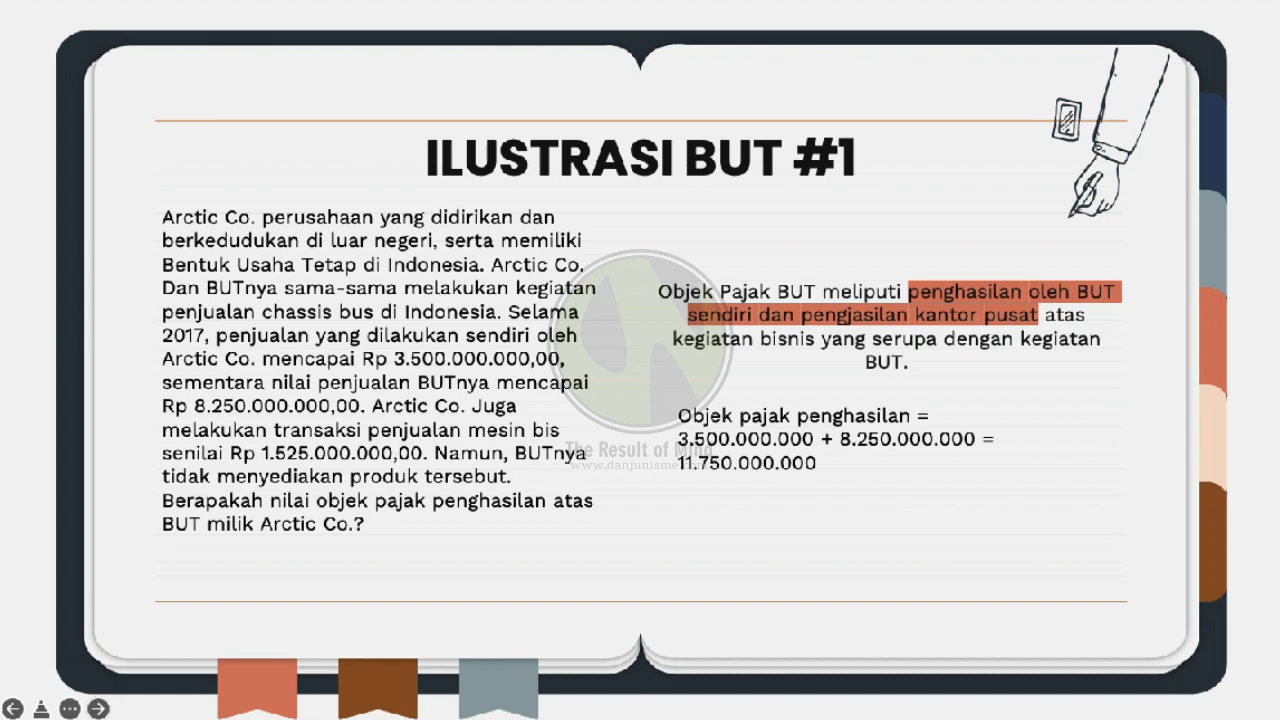 ILUSTRASI BUT #1
Arctic Co. perusahaan yang didirikan dan
berkedudukan di luar negeri, serta memiliki
Bentuk Usaha Tetap di Indonesia. Arctic Co.
Dan BUTnya sama-sama melakukan kegiatan
penjualan chassis bus di Indonesia. Selama
2017, penjualan yang dilakukan sendiri oleh
Arctic Co. mencapai Rp 3.500.000.000,00,
sementara nilai penjualan BUTnya mencapai
Rp 8.250.000.000,00. Arctic Co. Juga
melakukan transaksi penjualan mesin bis
senilai Rp 1.525.000.000,00. Namun, BUTnya
tidak menyediakan produk tersebut.
Berapakah nilai objek pajak penghasilan atas
BUT milik Arctic Co.?
Objek Pajak BUT meliputi penghasilan oleh BUT
sendiri dan pengjasilan kantor pusat atas
kegiatan bisnis yang serupa dengan kegiatan
BUT.
Objek pajak penghasilan =
3.500.000.000 + 8.250.000.000 =
11.750.000.000
The Result of Mind